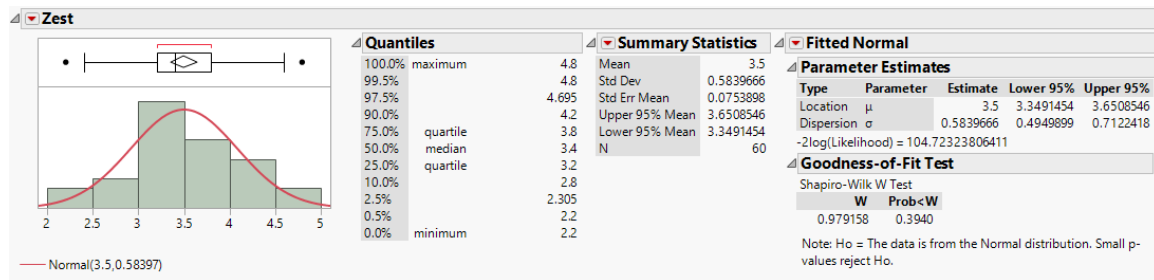 Zest
2 2.5 3 3.5 4 4.5 5
Normal(3.5,0.58397)
Quantiles
100.0% maximum 4.8
99.5% 4.8
97.5% 4.695
90.0% 4.2
75.0% quartile 3.8
50.0% median 3.4
25.0% quartile 3.2
10.0% 2.8
2.5% 2.305
0.5% 2.2
0.0% minimum 2.2
Summary Statistics
Mean 3.5
Std Dev 0.5839666
Std Err Mean 0.0753898
Upper 95% Mean 3.6508546
Lower 95% Mean 3.3491454
N 60
Fitted Normal
Parameter Estimates
Type Parameter Estimate Lower 95% Upper 95%
Location μ 3.5 3.3491454 3.6508546
Dispersion σ 0.5839666 0.4949899 0.7122418
-2log(Likelihood) = 104.72323806411
Goodness-of-Fit Test
Shapiro-Wilk W Test
W Prob<W
0.979158 0.3940
Note: Ho = The data is from the Normal distribution. Small p-
values reject Ho.